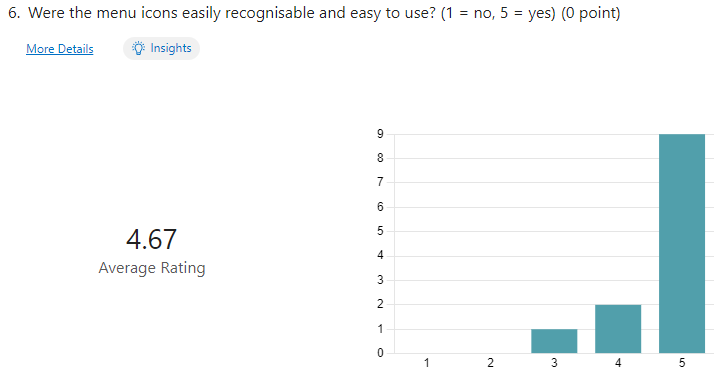 6. Were the menu icons easily recognisable and easy to use? (1 = no, 5 = yes) (0 point)
More Details
Insights
4.67
Average Rating
9
8
7
6
5
4
3
2
1
0
1 2 3 4 5